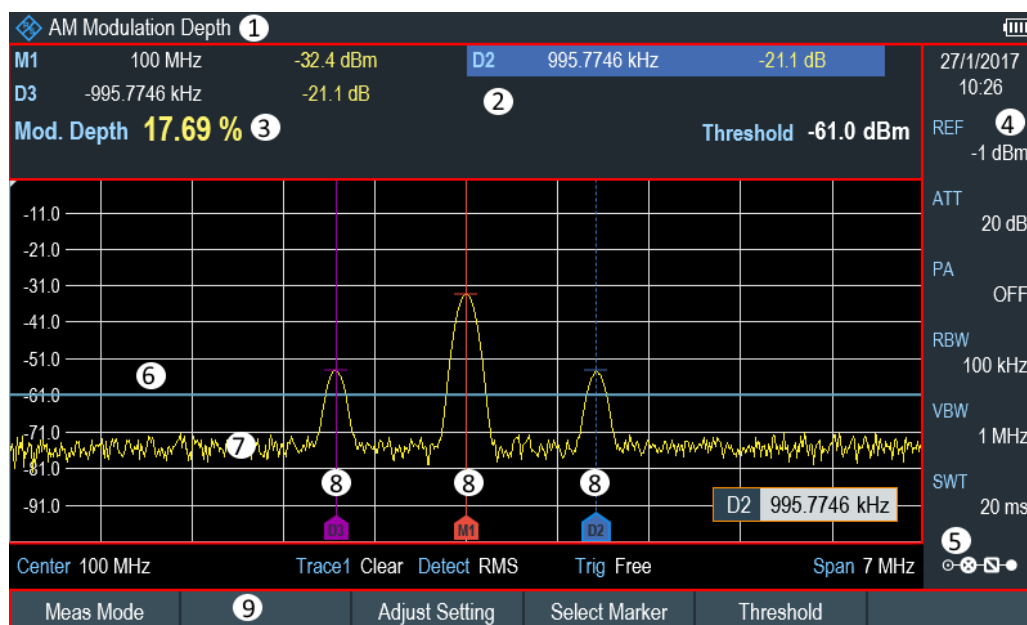 AM Modulation Depth 1
M1 100 MHz -32.4 dBm D2 995.7746 kHz -21.1 dB
D3 -995.7746 kHz -21.1 dB 2
Mod. Depth 17.69 % 3 Threshold -61.0 dBm
27/1/2017
10:26
REF 4
-1 dBm
ATT
20 dB
PA
OFF
RBW
100 kHz
VBW
1 MHz
SWT
20 ms
5
-11.0
-21.0
-31.0
-41.0
-51.0
6
-61.0
-71.0 7
-81.0
8 8 8
-91.0
D2 995.7746 kHz
D3 M1 D2
Center 100 MHz Trace1 Clear Detect RMS Trig Free Span 7 MHz
Meas Mode 9 Adjust Setting Select Marker Threshold